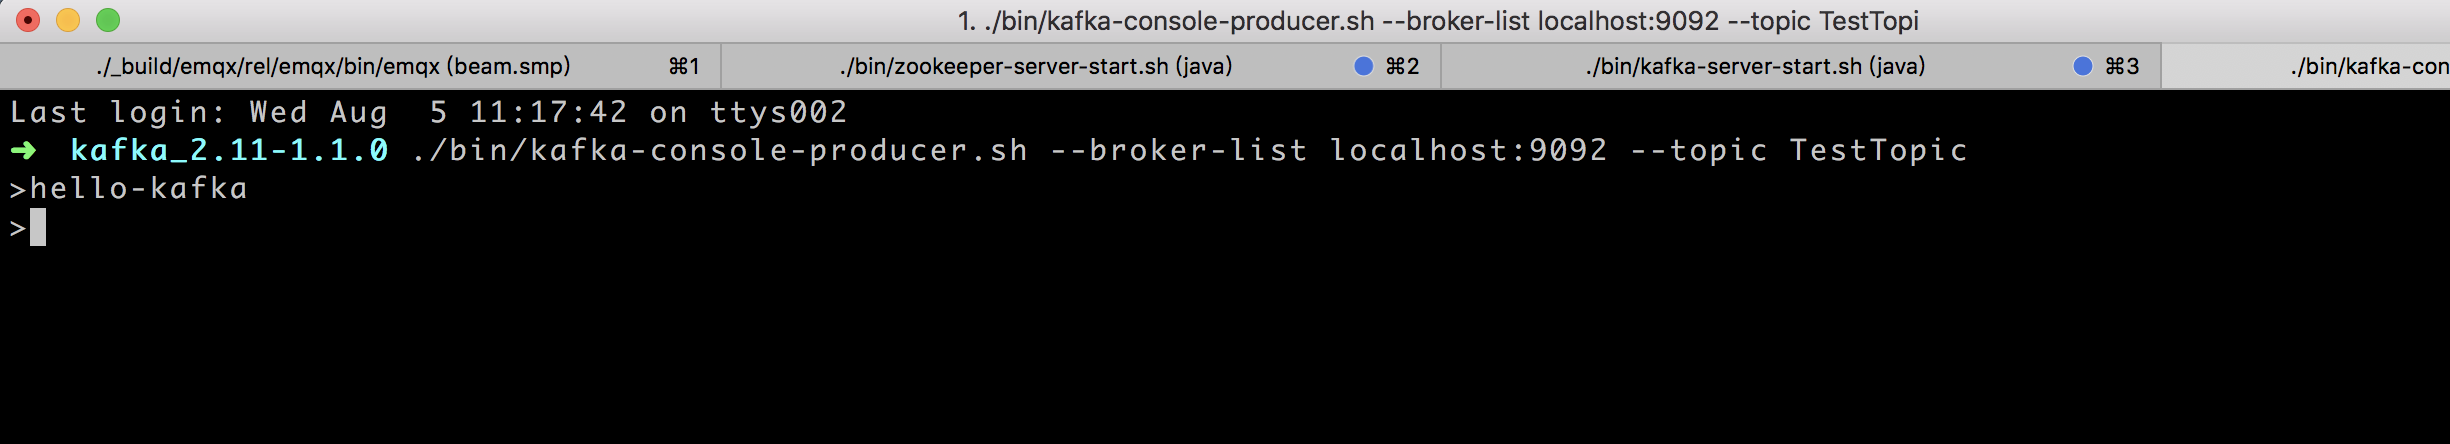 1. ./bin/kafka-console-producer.sh --broker-list localhost:9092 --topic TestTopi
./_build/emqx/rel/emqx/bin/emqx (beam.smp) ⌘1 ./bin/zookeeper-server-start.sh (java) ⌘2 ./bin/kafka-server-start.sh (java) ⌘3 ./bin/kafka-con
Last login: Wed Aug  5 11:17:42 on ttys002
➜  kafka_2.11-1.1.0 ./bin/kafka-console-producer.sh --broker-list localhost:9092 --topic TestTopic
>hello-kafka
>